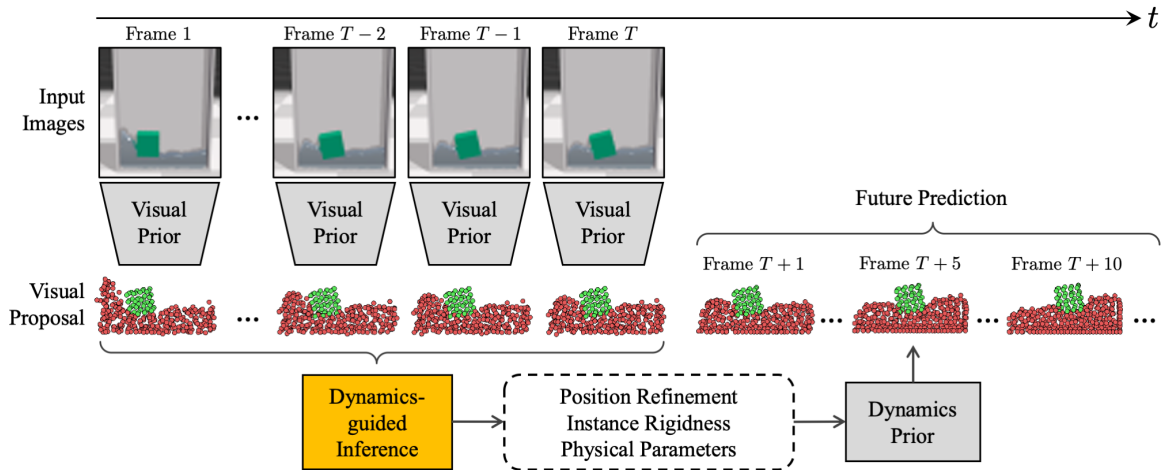 t
Frame 1
Frame T − 2
Frame T − 1
Frame T
Input
Images
...
Visual
Prior
Visual
Prior
Visual
Prior
Visual
Prior
Future Prediction
Frame T + 1
Frame T + 5
Frame T + 10
Visual
Proposal
...
...
...
...
Dynamics-
guided
Inference
Position Refinement
Instance Rigidness
Physical Parameters
Dynamics
Prior